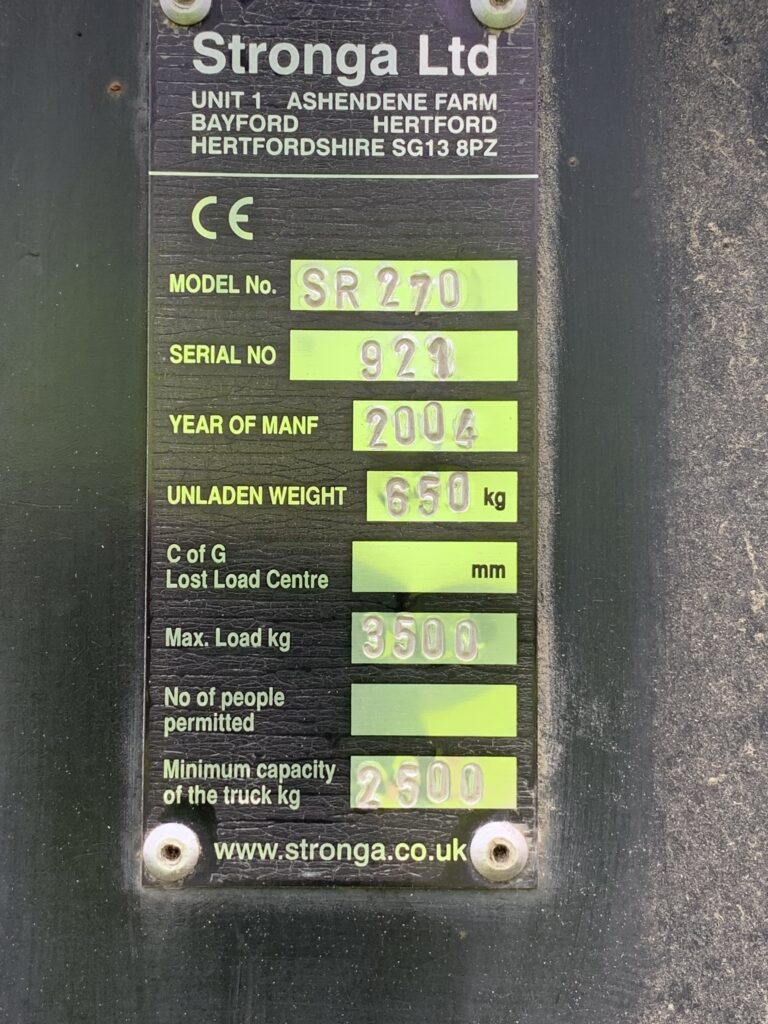 Stronga Ltd
UNIT 1 ASHENDENE FARM
BAYFORD HERTFORD
HERTFORDSHIRE SG13 8PZ
CE
MODEL No. SR 270
SERIAL NO 921
YEAR OF MANF 2004
UNLADEN WEIGHT 650 kg
C of G
Lost Load Centre mm
Max. Load kg 3500
No of people
permitted
Minimum capacity
of the truck kg 2500
www.stronga.co.uk